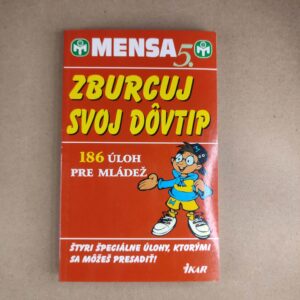 MENSA 5.
ZBURCUJ
SVOJ DÔVTIP
186 ÚLOH
PRE MLÁDEŽ
ŠTYRI ŠPECIÁLNE ÚLOHY, KTORÝMI
SA MÔŽEŠ PRESADIŤ!
IKAR